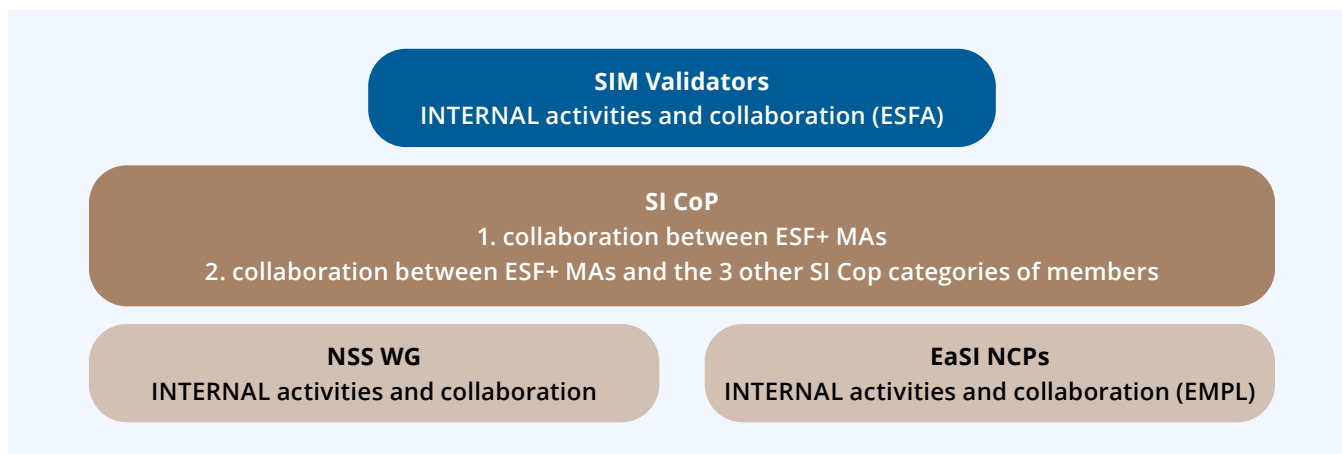 SIM Validators
INTERNAL activities and collaboration (ESFA)
SI CoP
1. collaboration between ESF+ MAs
2. collaboration between ESF+ MAs and the 3 other SI Cop categories of members
NSS WG
INTERNAL activities and collaboration
EaSI NCPs
INTERNAL activities and collaboration (EMPL)